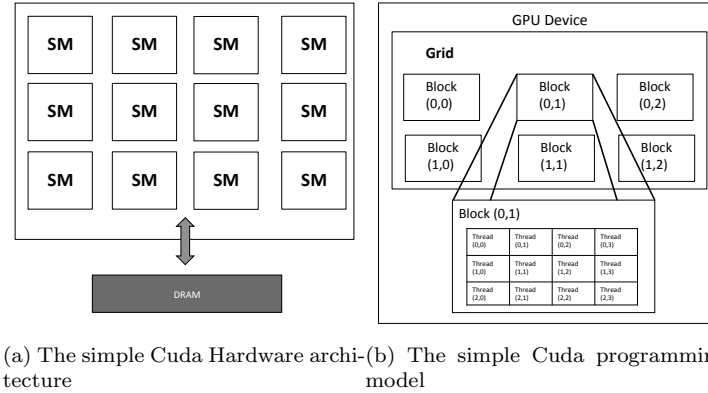 SM SM SM SM
SM SM SM SM
SM SM SM SM
DRAM
(a) The simple Cuda Hardware archi-
tecture
GPU Device
Grid
Block (0,0)
Block (0,1)
Block (0,2)
Block (1,0)
Block (1,1)
Block (1,2)
Block (0,1)
Thread (0,0)
Thread (0,1)
Thread (0,2)
Thread (0,3)
Thread (1,0)
Thread (1,1)
Thread (1,2)
Thread (1,3)
Thread (2,0)
Thread (2,1)
Thread (2,2)
Thread (2,3)
(b) The simple Cuda programmin
model